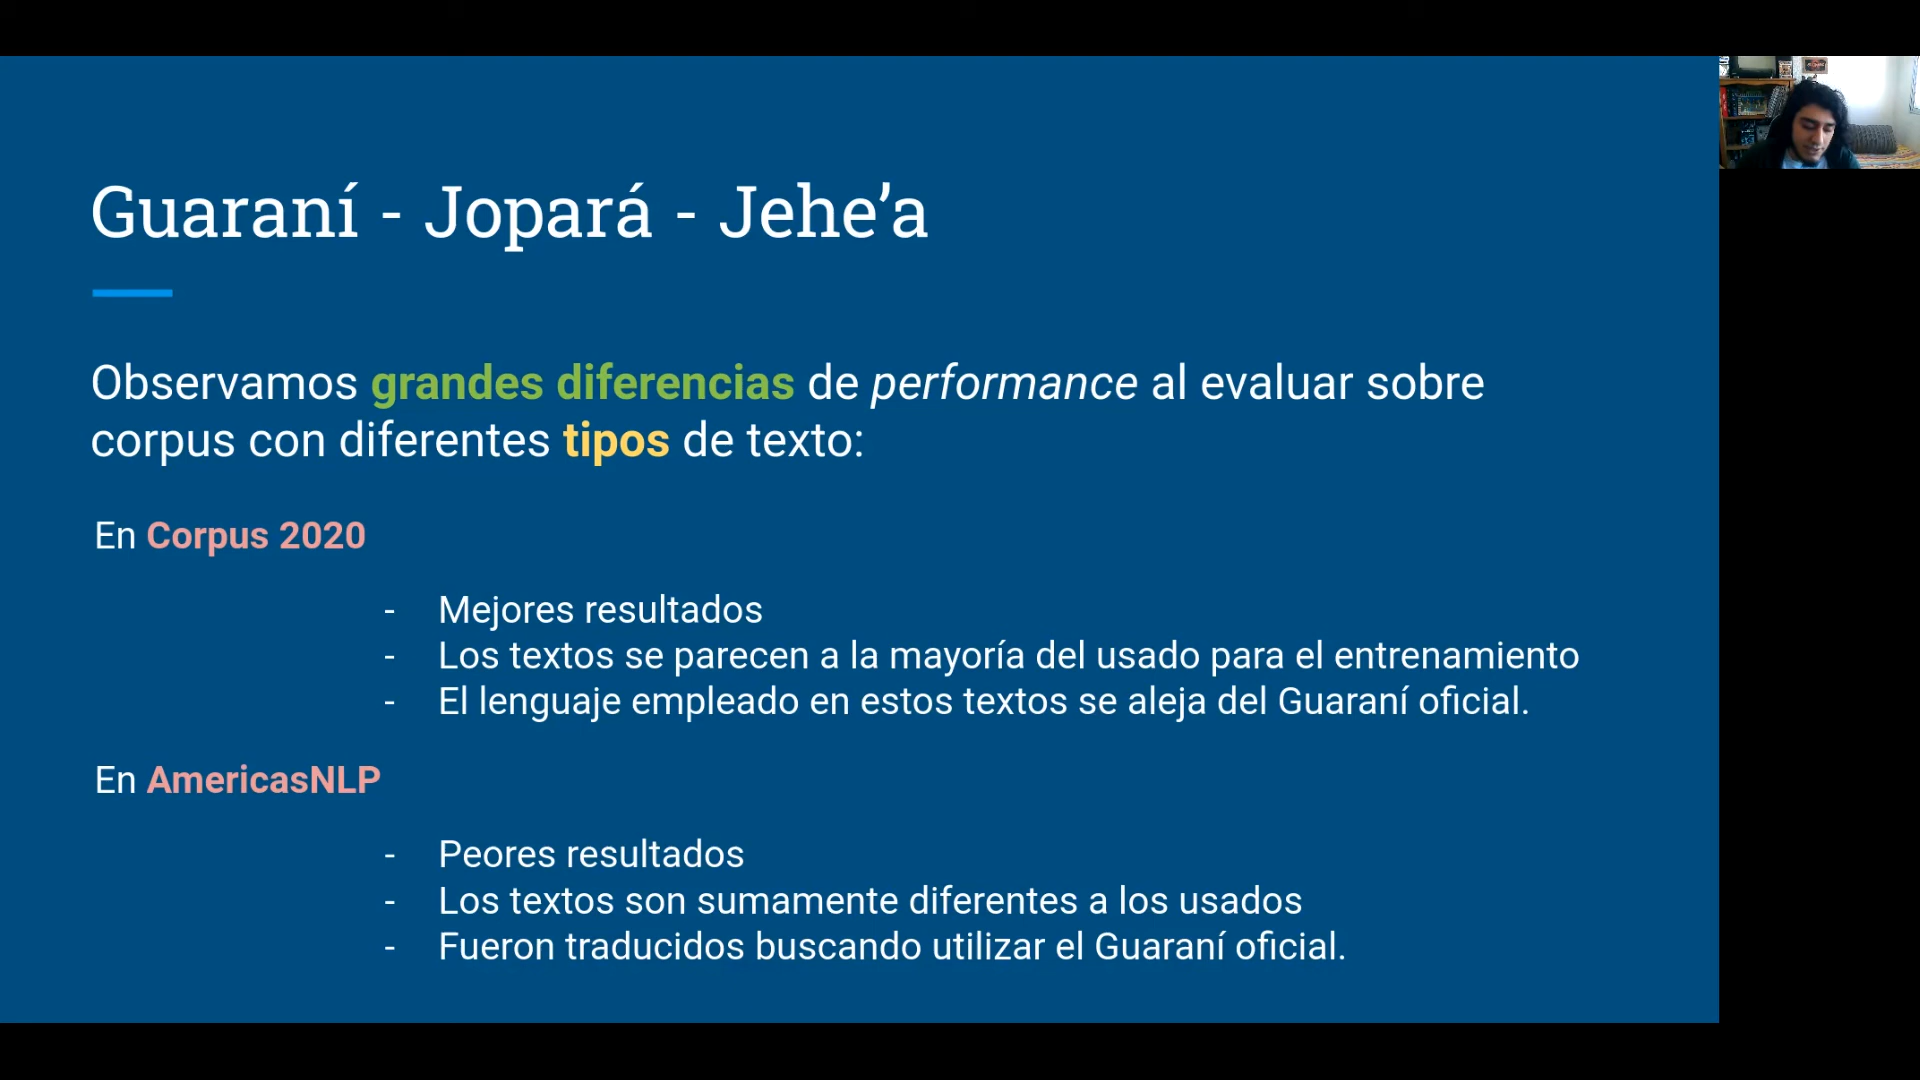 Guaraní - Jopará - Jehe’a
Observamos grandes diferencias de performance al evaluar sobre
corpus con diferentes tipos de texto:
En Corpus 2020
- Mejores resultados
- Los textos se parecen a la mayoría del usado para el entrenamiento
- El lenguaje empleado en estos textos se aleja del Guaraní oficial.
En AmericasNLP
- Peores resultados
- Los textos son sumamente diferentes a los usados
- Fueron traducidos buscando utilizar el Guaraní oficial.